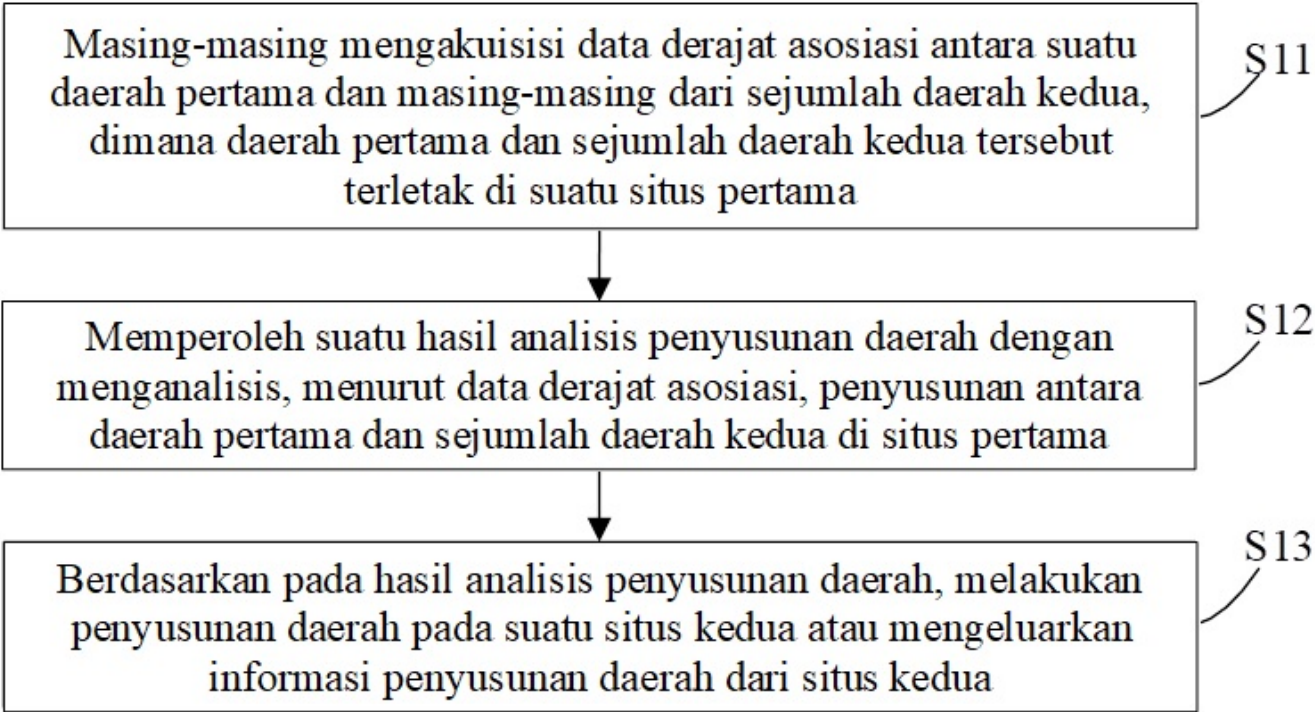 Masing-masing mengakuisisi data derajat asosiasi antara suatu
daerah pertama dan masing-masing dari sejumlah daerah kedua,
dimana daerah pertama dan sejumlah daerah kedua tersebut
terletak di suatu situs pertama
S11
Memperoleh suatu hasil analisis penyusunan daerah dengan
menganalisis, menurut data derajat asosiasi, penyusunan antara
daerah pertama dan sejumlah daerah kedua di situs pertama
S12
Berdasarkan pada hasil analisis penyusunan daerah, melakukan
penyusunan daerah pada suatu situs kedua atau mengeluarkan
informasi penyusunan daerah dari situs kedua
S13